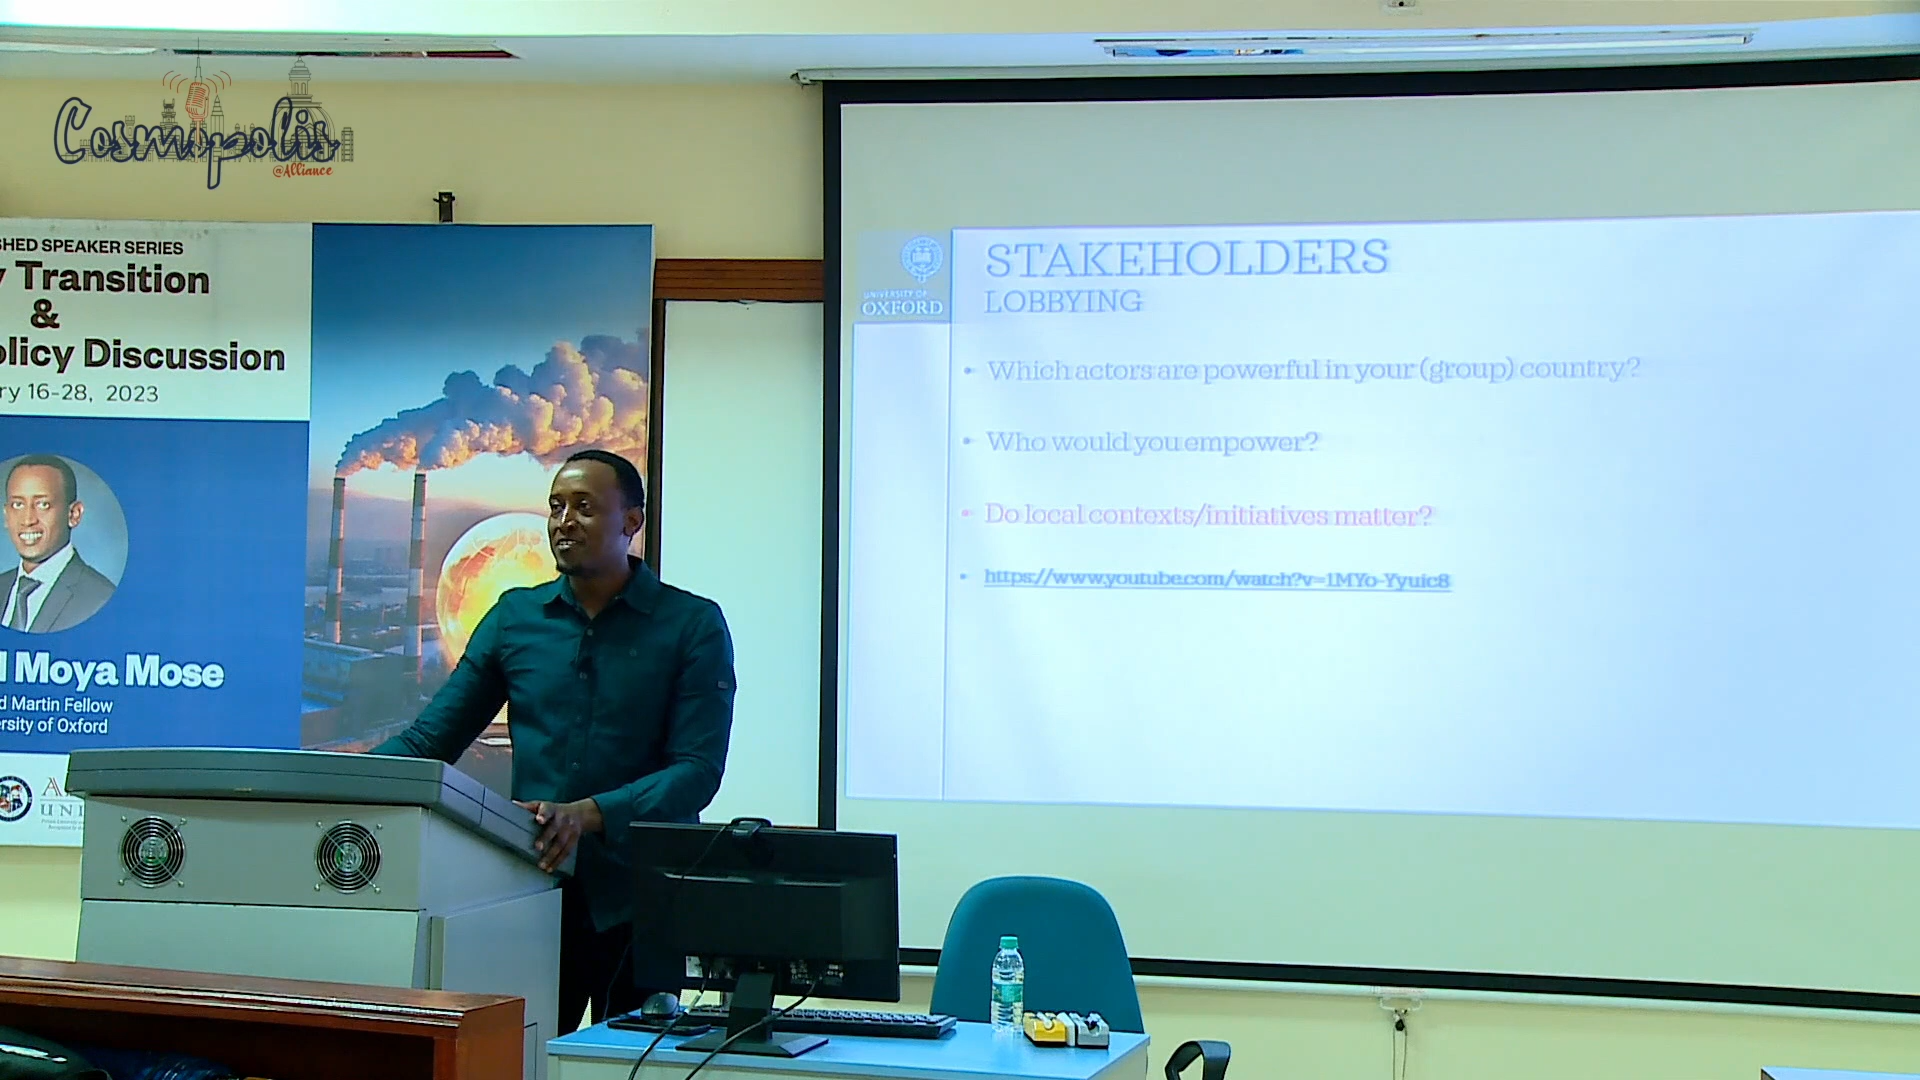 Cosmopolis
@Alliance
SHED SPEAKER SERIES
y Transition
&
olicy Discussion
ry 16-28, 2023
Moya Mose
d Martin Fellow
rsity of Oxford
UNI
UNIVERSITY OF
OXFORD
STAKEHOLDERS
LOBBYING
• Which actors are powerful in your (group) country?
• Who would you empower?
• Do local contexts/initiatives matter?
• https://www.youtube.com/watch?v=1MYo-Yyuic8